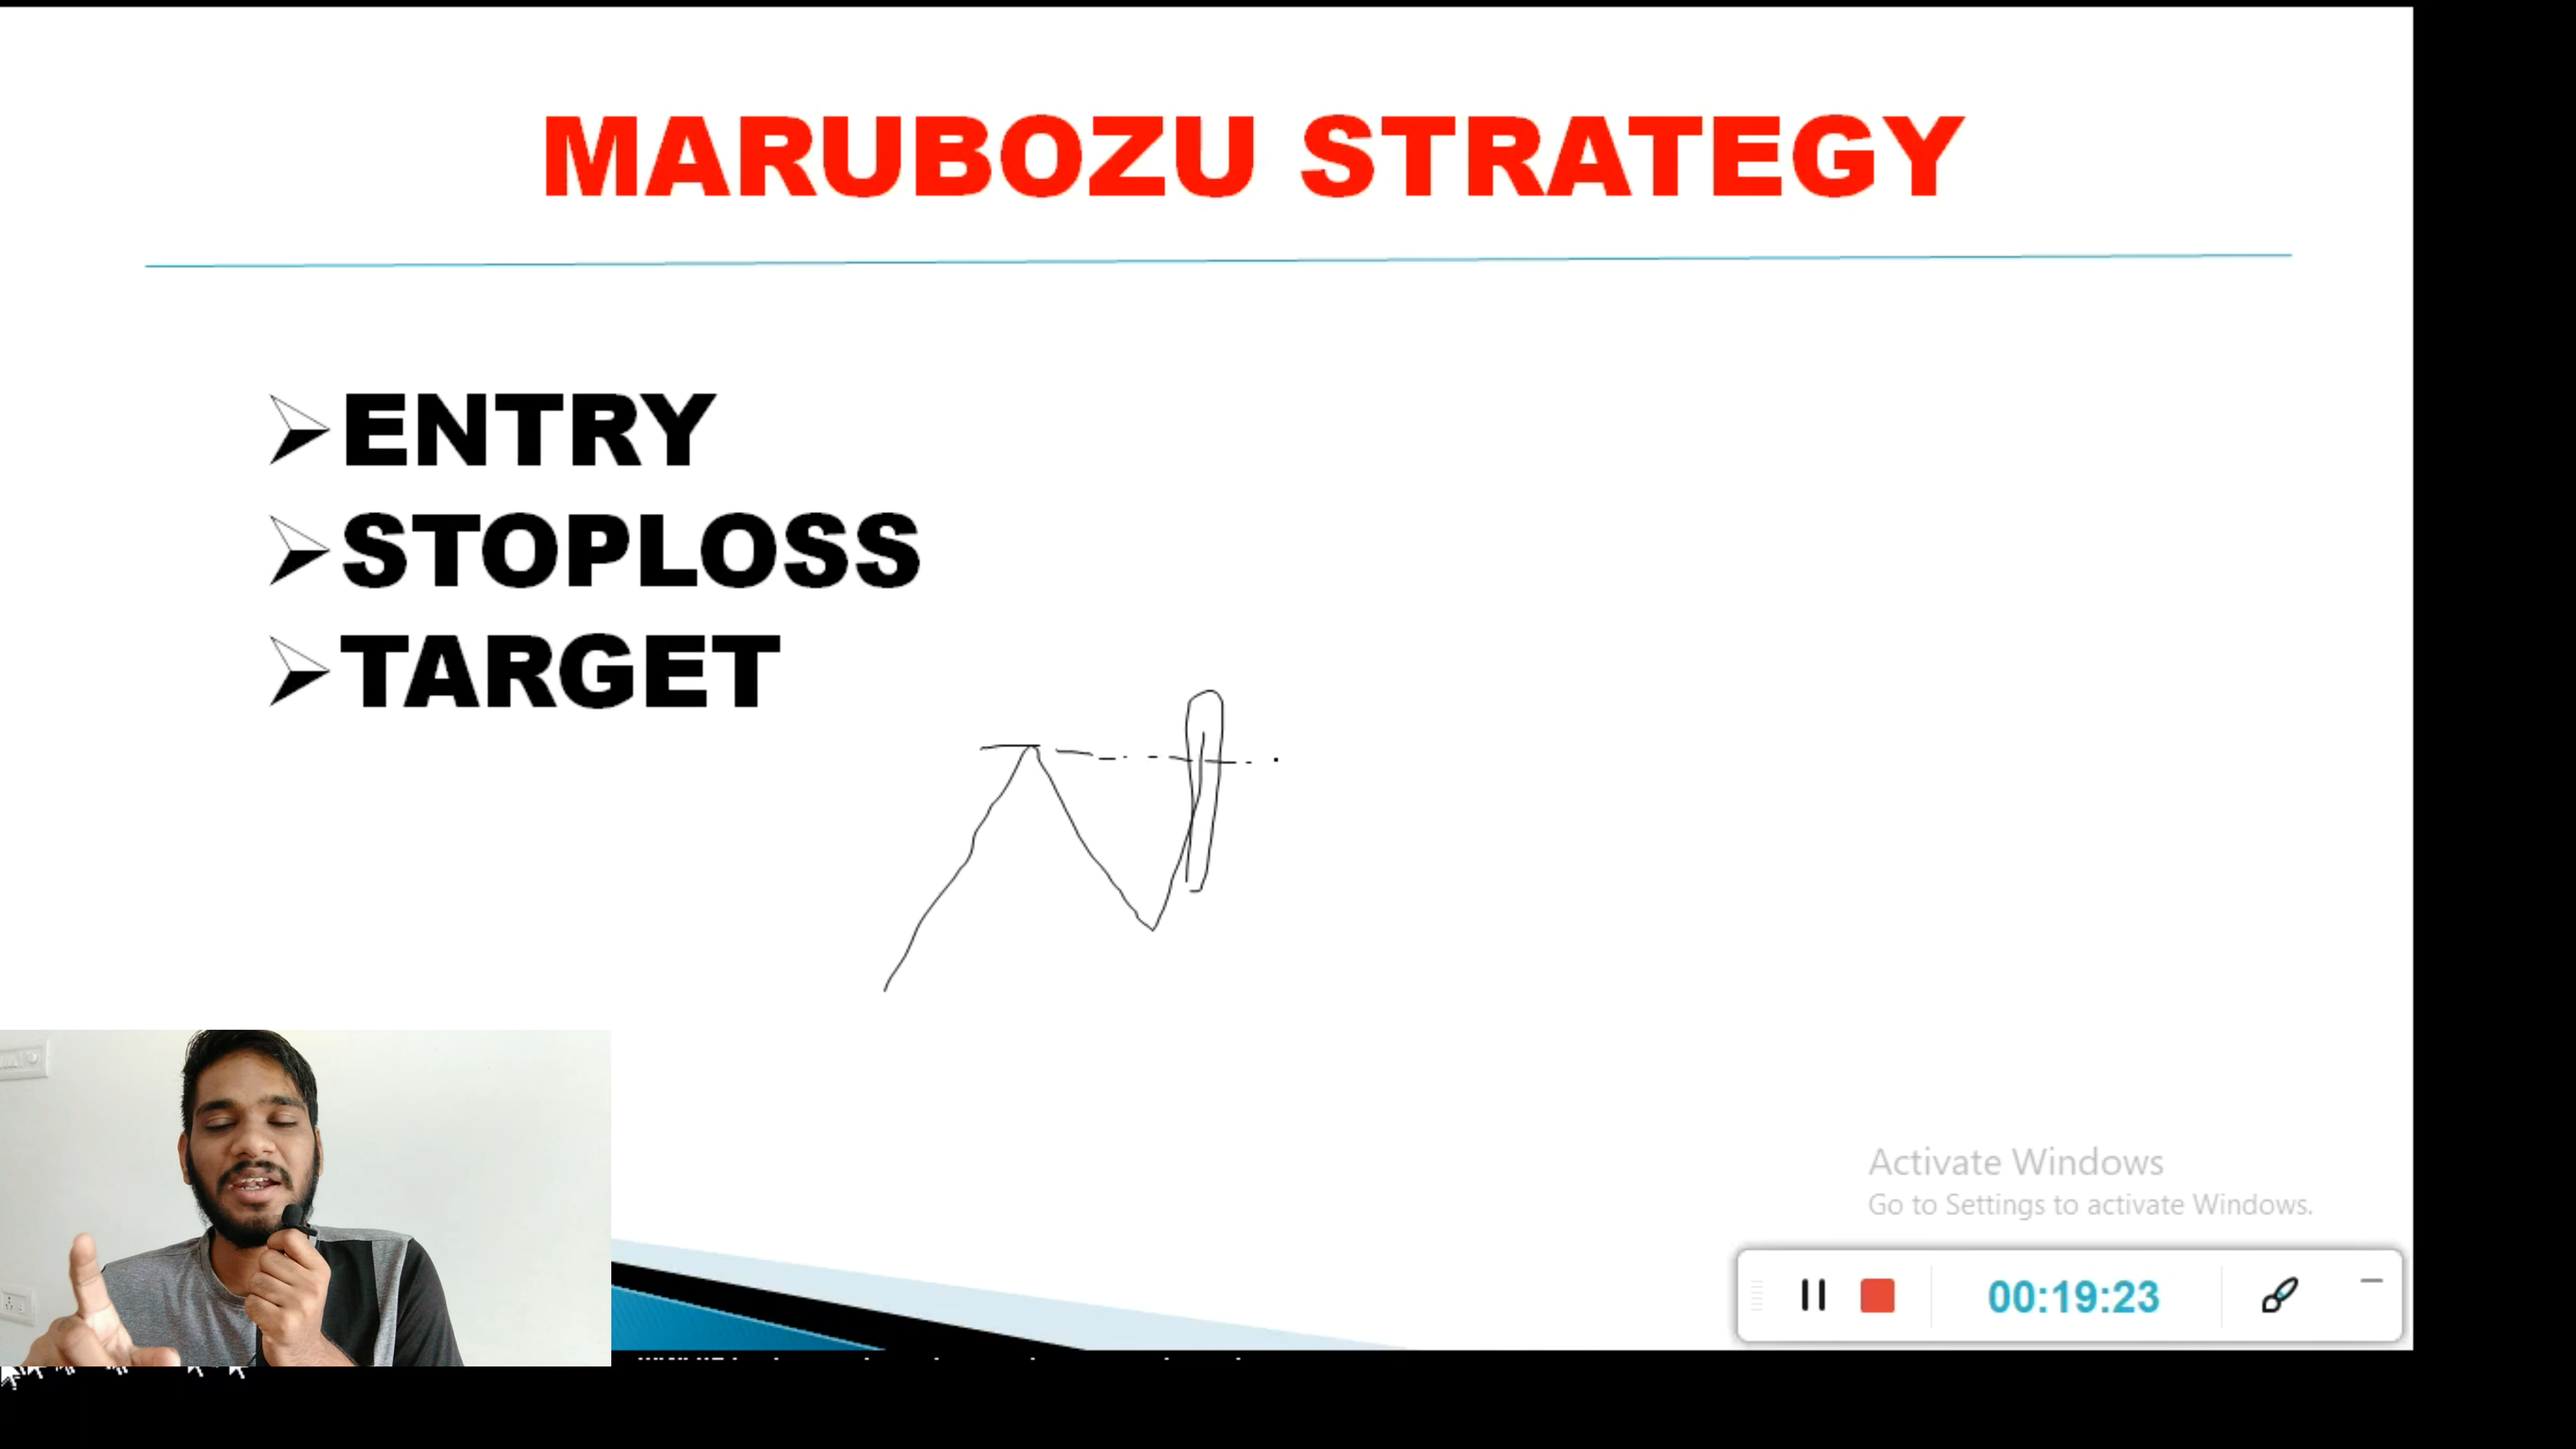 MARUBOZU STRATEGY
ENTRY
STOPLOSS
TARGET
Activate Windows
Go to Settings to activate Windows.
00:19:23